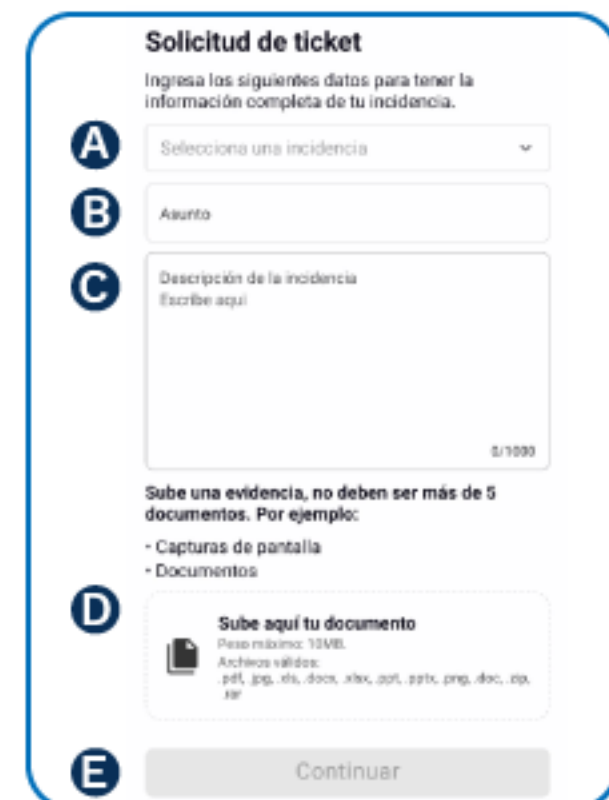 Solicitud de ticket
Ingresa los siguientes datos para tener la
información completa de tu incidencia.
A
Selecciona una incidencia
B
Asunto
C
Descripción de la incidencia
Escribe aquí
0/1000
Sube una evidencia, no deben ser más de 5
documentos. Por ejemplo:
- Capturas de pantalla
- Documentos
D
Sube aquí tu documento
Peso máximo: 10MB.
Archivos válidos:
.pdf, .jpg, .xls, .docx, .xlsx, .ppt, .pptx, .png, .doc, .zip,
.rar
E
Continuar